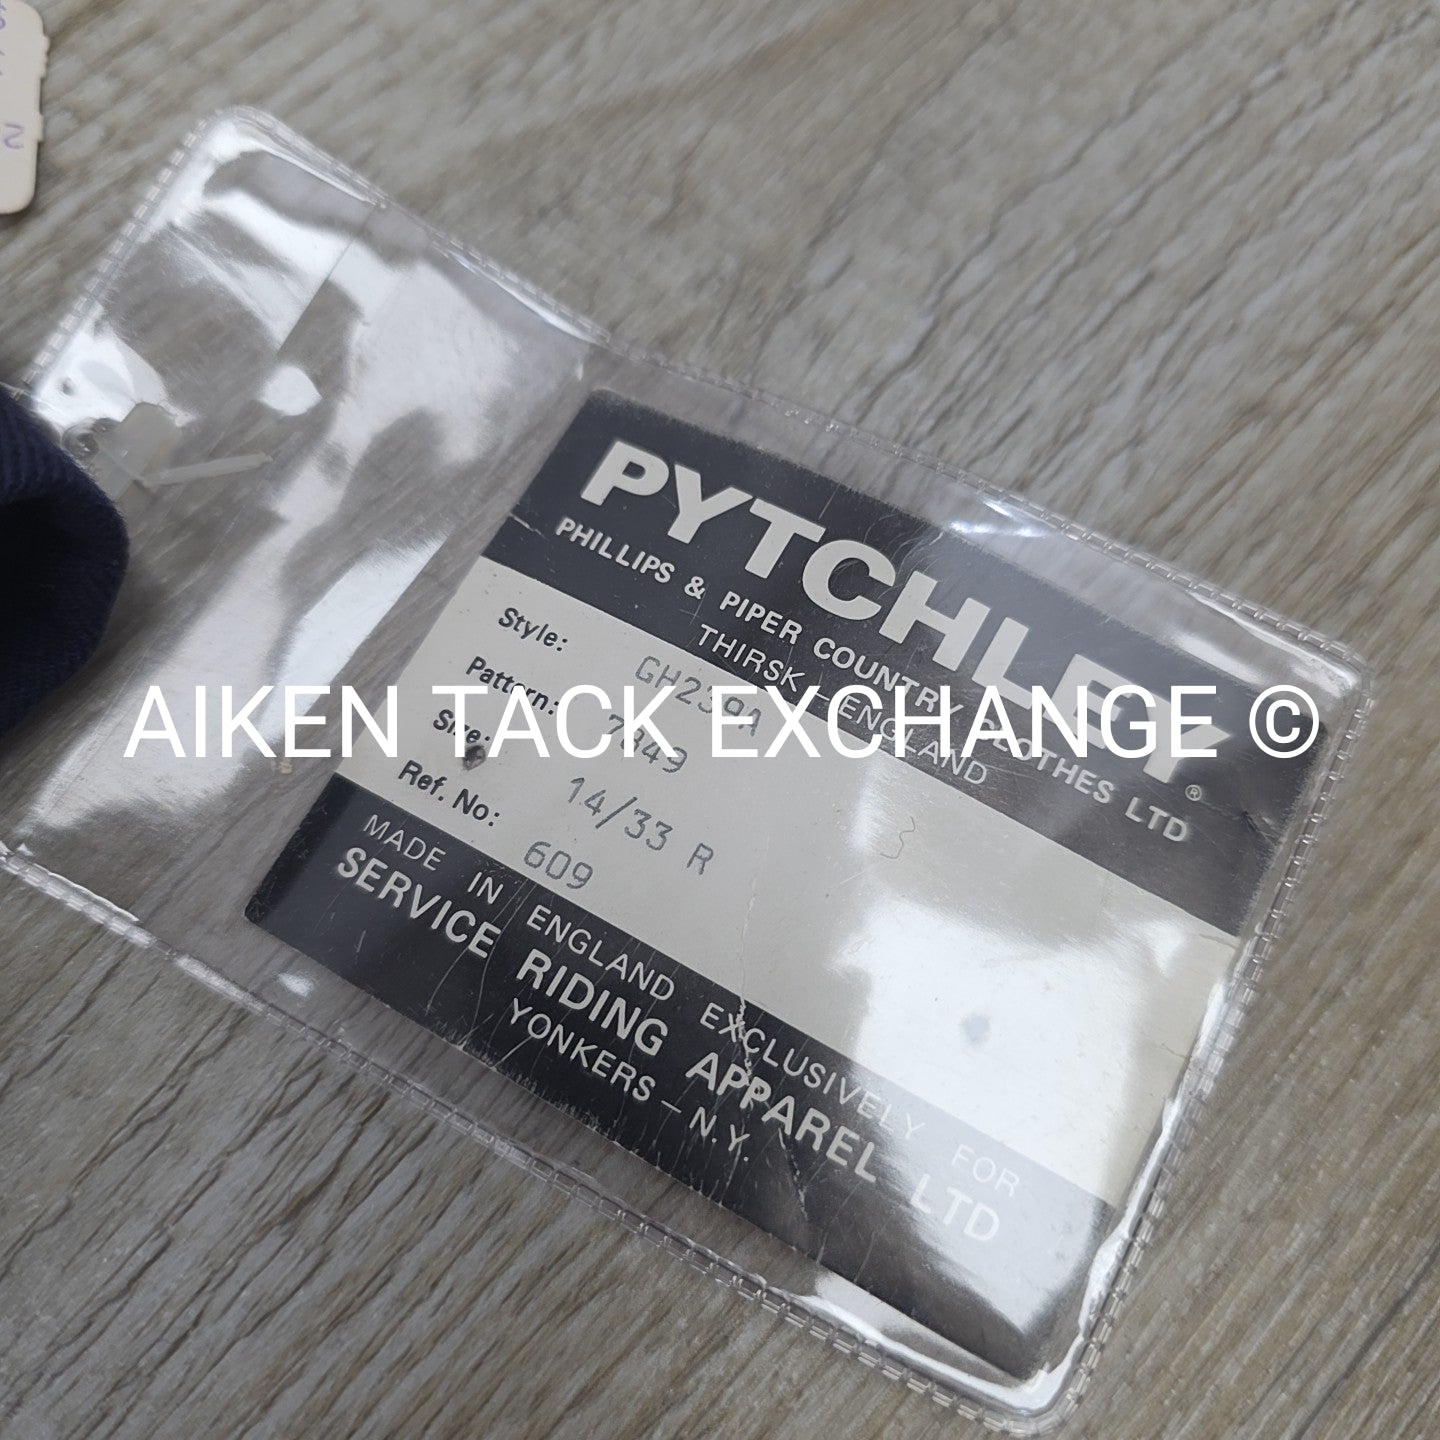 PYTCHLEY ®
PHILLIPS & PIPER COUNTRY CLOTHES LTD
THIRSK — ENGLAND
Style: GH239A
Pattern: 7849
Size: 14/33 R
Ref. No: 609
MADE IN ENGLAND EXCLUSIVELY FOR
SERVICE RIDING APPAREL LTD
YONKERS — N.Y.
AIKEN TACK EXCHANGE ©